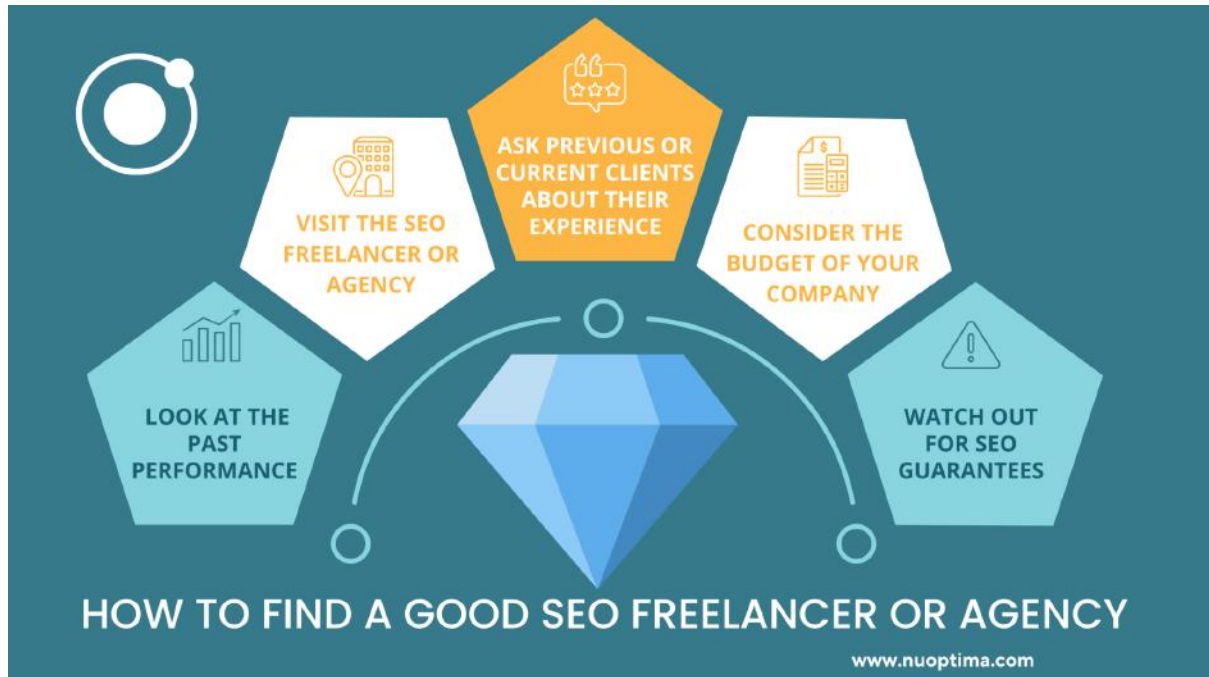 LOOK AT THE
PAST
PERFORMANCE
VISIT THE SEO
FREELANCER OR
AGENCY
ASK PREVIOUS OR
CURRENT CLIENTS
ABOUT THEIR
EXPERIENCE
CONSIDER THE
BUDGET OF YOUR
COMPANY
WATCH OUT
FOR SEO
GUARANTEES
HOW TO FIND A GOOD SEO FREELANCER OR AGENCY
www.nuoptima.com